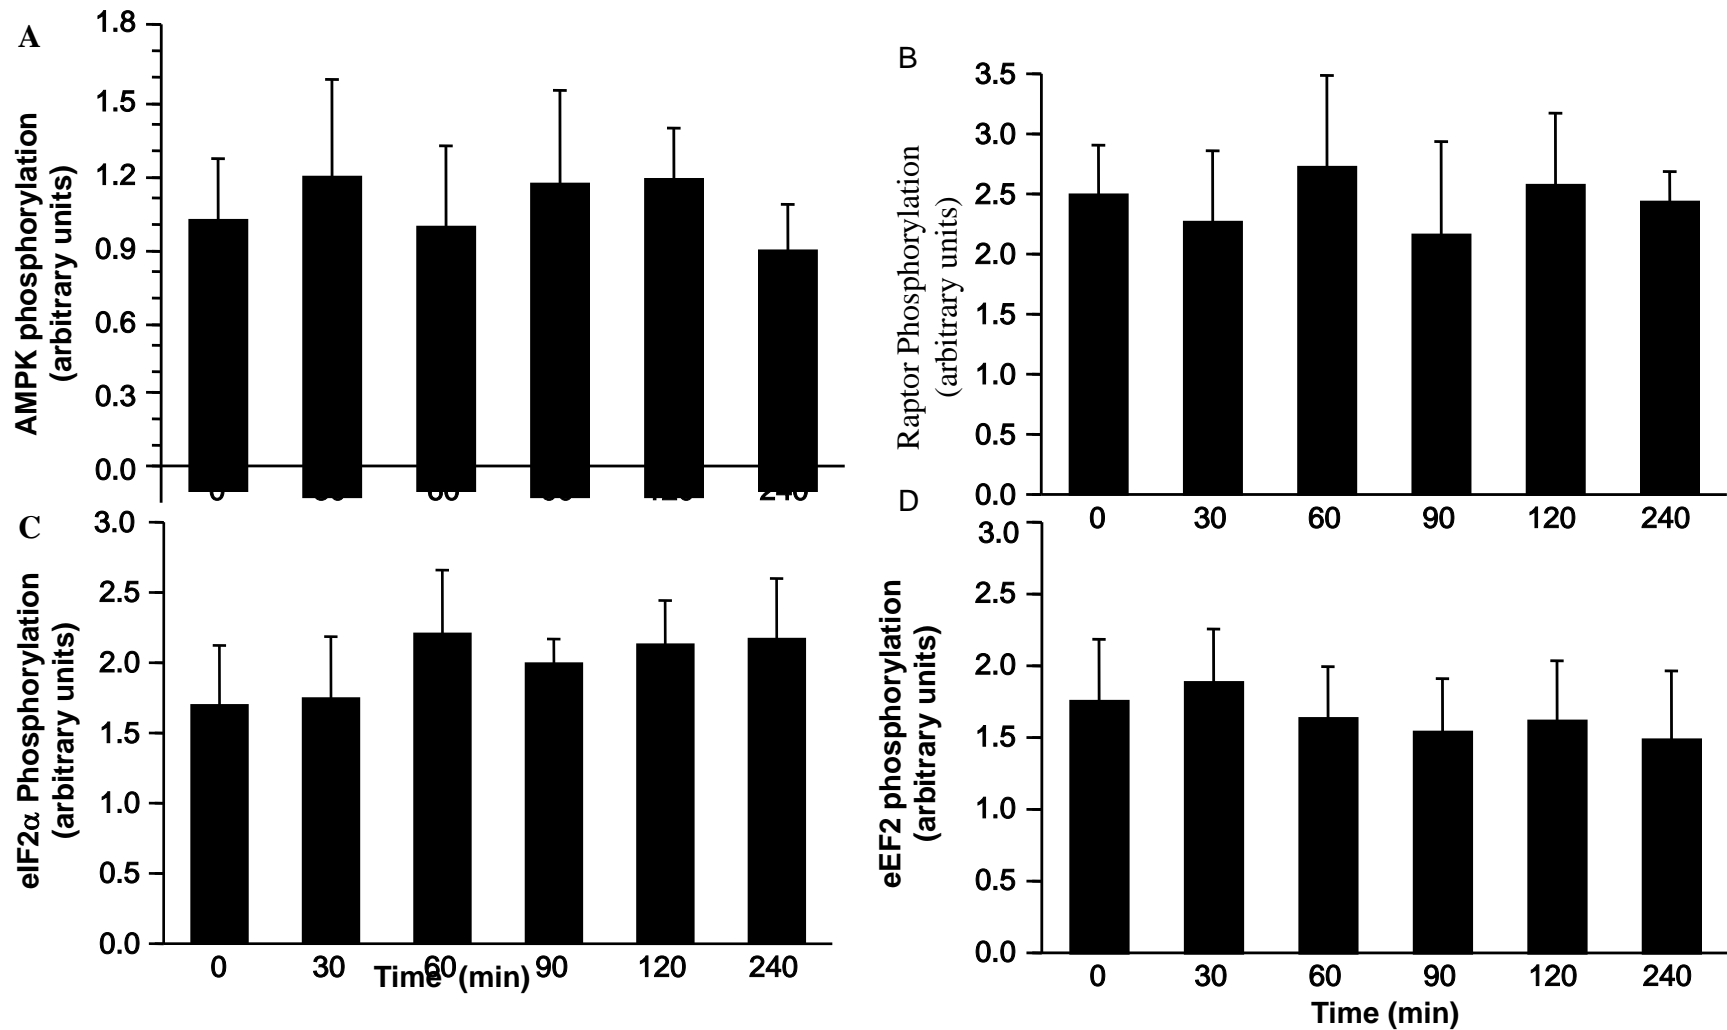 A
AMPK phosphorylation
(arbitrary units)
1.8
1.5
1.2
0.9
0.6
0.3
0.0
0
60
120
240
B
Raptor Phosphorylation
(arbitrary units)
3.5
3.0
2.5
2.0
1.5
1.0
0.5
0.0
0 30 60 90 120 240
C
eIF2α Phosphorylation
(arbitrary units)
3.0
2.5
2.0
1.5
1.0
0.5
0.0
0 30 60 90 120 240
Time (min)
D
eEF2 phosphorylation
(arbitrary units)
3.0
2.5
2.0
1.5
1.0
0.5
0.0
0 30 60 90 120 240
Time (min)